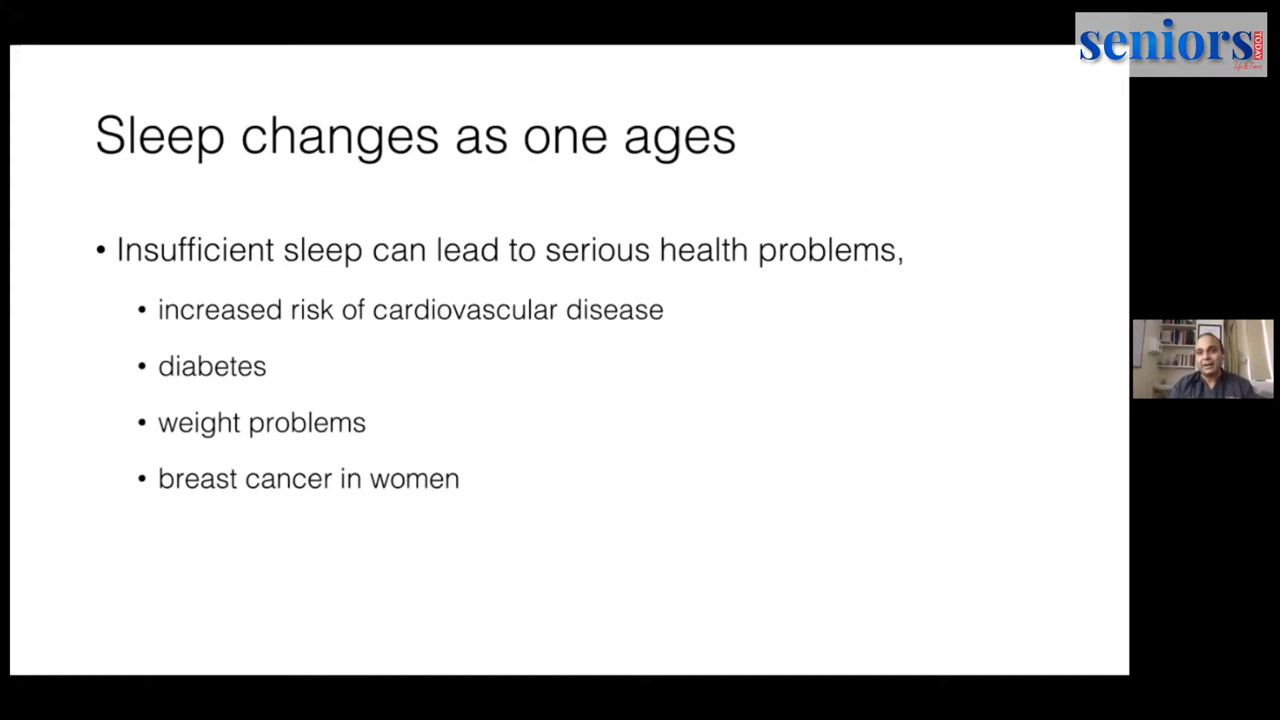 seniors
TODAY
Sleep changes as one ages
• Insufficient sleep can lead to serious health problems,
• increased risk of cardiovascular disease
• diabetes
• weight problems
• breast cancer in women